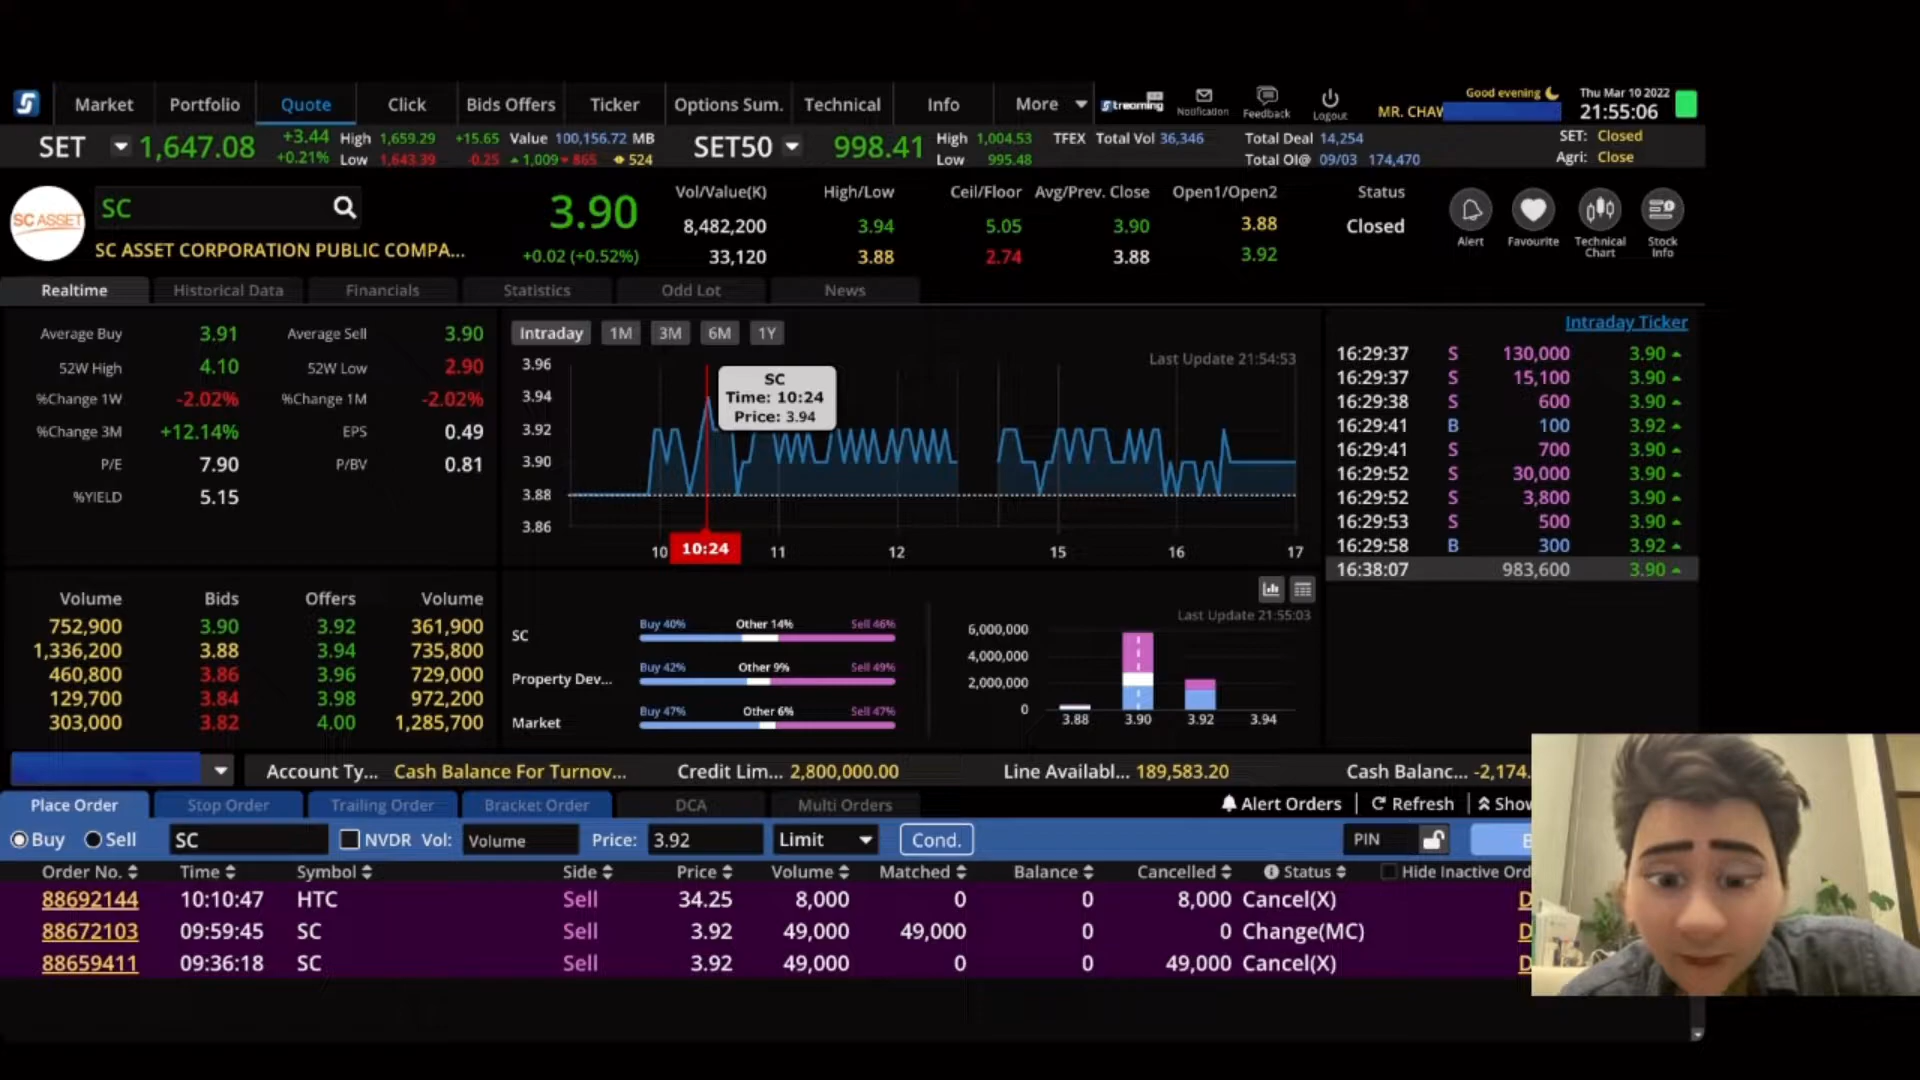 Market Portfolio Quote Click Bids Offers Ticker Options Sum. Technical Info More Streaming Notification Feedback Logout MR. CHAW Good evening Thu Mar 10 2022 21:55:06
SET 1,647.08 +3.44 High 1,659.29 +15.65 Value 100,156.72 MB SET50 998.41 High 1,004.53 TFEX Total Vol 36,346 Total Deal 14,254 SET: Closed
+0.21% Low 1,643.39 -0.25 1,009 865 524 Low 995.48 Total OI@ 09/03 174,470 Agri: Close
SC ASSET SC 3.90 Vol/Value(K) High/Low Ceil/Floor Avg/Prev. Close Open1/Open2 Status
8,482,200 3.94 5.05 3.90 3.88 Closed
SC ASSET CORPORATION PUBLIC COMPA... +0.02 (+0.52%) 33,120 3.88 2.74 3.88 3.92
Alert Favourite Technical Chart Stock Info
Realtime Historical Data Financials Statistics Odd Lot News
Average Buy 3.91 Average Sell 3.90
52W High 4.10 52W Low 2.90
%Change 1W -2.02% %Change 1M -2.02%
%Change 3M +12.14% EPS 0.49
P/E 7.90 P/BV 0.81
%YIELD 5.15
Intraday 1M 3M 6M 1Y
Last Update 21:54:53
3.96
3.94
3.92
3.90
3.88
3.86
SC
Time: 10:24
Price: 3.94
10 10:24 11 12 15 16 17
Intraday Ticker
16:29:37 S 130,000 3.90
16:29:37 S 15,100 3.90
16:29:38 S 600 3.90
16:29:41 B 100 3.92
16:29:41 S 700 3.90
16:29:52 S 30,000 3.90
16:29:52 S 3,800 3.90
16:29:53 S 500 3.90
16:29:58 B 300 3.92
16:38:07 983,600 3.90
Volume Bids Offers Volume
752,900 3.90 3.92 361,900
1,336,200 3.88 3.94 735,800
460,800 3.86 3.96 729,000
129,700 3.84 3.98 972,200
303,000 3.82 4.00 1,285,700
SC Buy 40% Other 14% Sell 46%
Property Dev... Buy 42% Other 9% Sell 49%
Market Buy 47% Other 6% Sell 47%
Last Update 21:55:03
6,000,000
4,000,000
2,000,000
0
3.88 3.90 3.92 3.94
Account Ty... Cash Balance For Turnov... Credit Lim... 2,800,000.00 Line Availabl... 189,583.20 Cash Balanc... -2,174.
Place Order Stop Order Trailing Order Bracket Order DCA Multi Orders Alert Orders Refresh Show
Buy Sell SC NVDR Vol: Volume Price: 3.92 Limit Cond. PIN
Order No. Time Symbol Side Price Volume Matched Balance Cancelled Status Hide Inactive Ord
88692144 10:10:47 HTC Sell 34.25 8,000 0 0 8,000 Cancel(X) D
88672103 09:59:45 SC Sell 3.92 49,000 49,000 0 0 Change(MC) D
88659411 09:36:18 SC Sell 3.92 49,000 0 0 49,000 Cancel(X) D